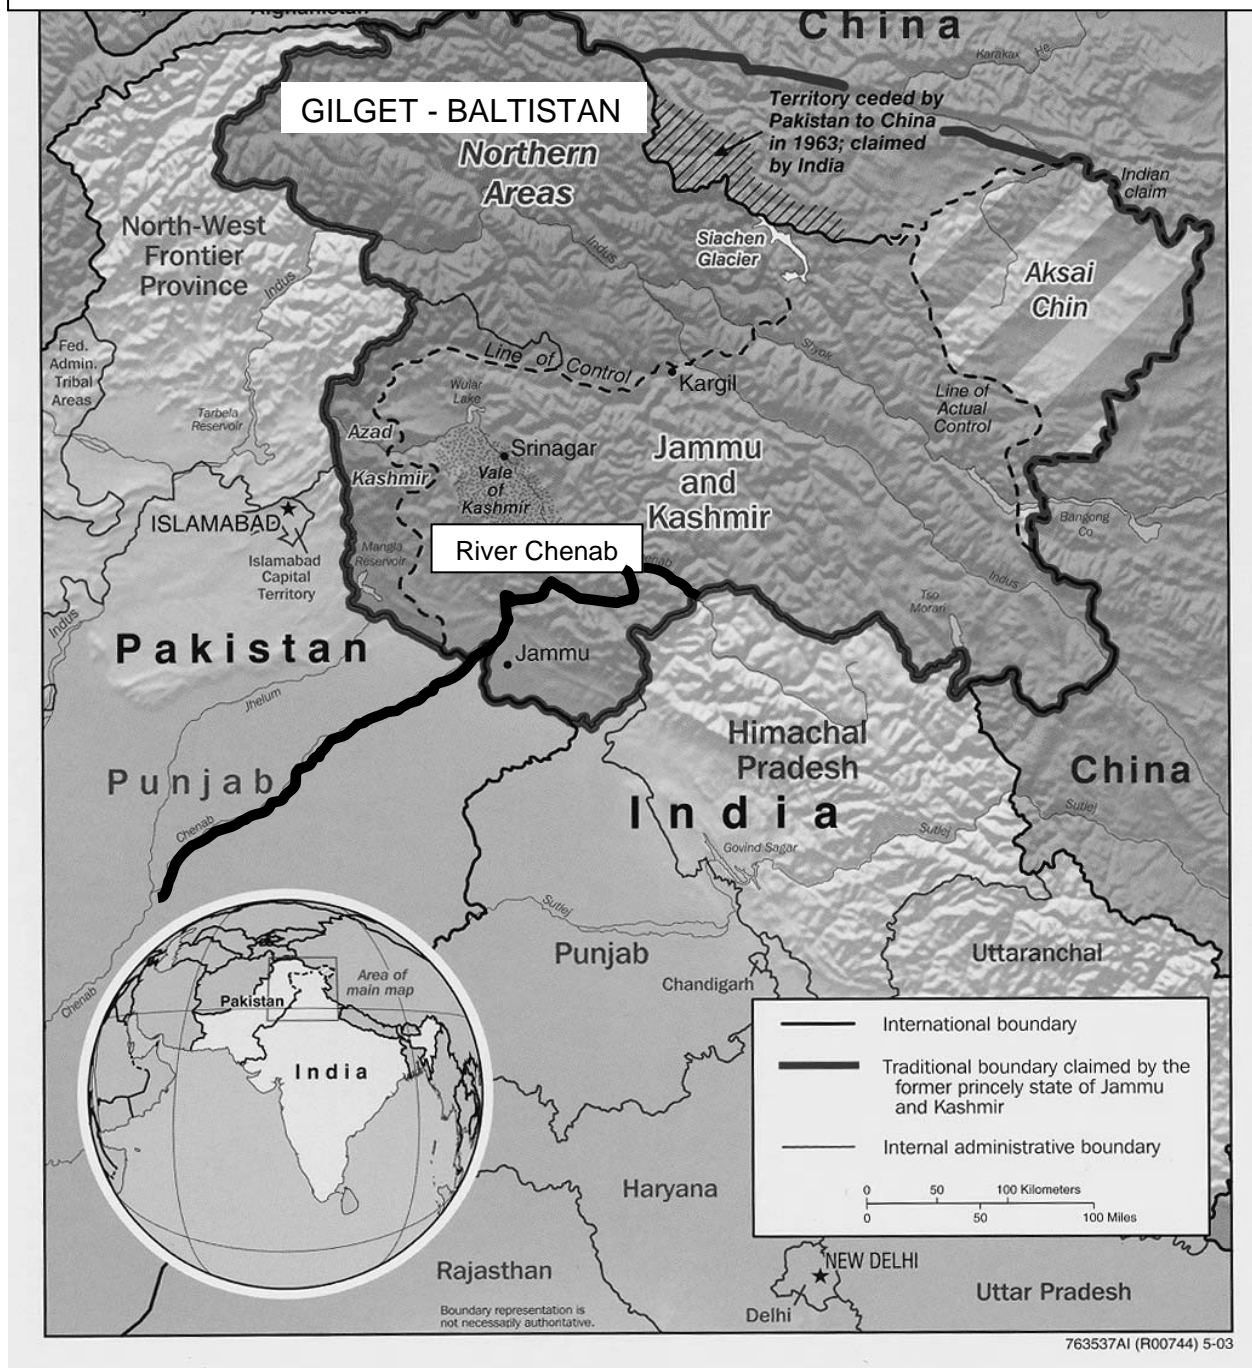 Afghanistan
China
Karakax He
GILGET - BALTISTAN
Territory ceded by
Pakistan to China
in 1963; claimed
by India
Northern
Areas
Indian
claim
North-West
Frontier
Province
Siachen
Glacier
Indus
Indus
Aksai
Chin
Fed.
Admin.
Tribal
Areas
Line of Control
Shyok
Kargil
Wular
Lake
Line of
Actual
Control
Tarbela
Reservoir
Azad
Kashmir
Srinagar
Vale
of
Kashmir
Jammu
and
Kashmir
ISLAMABAD
Islamabad
Capital
Territory
Mangla
Reservoir
River Chenab
enab
Bangong
Co
Indus
Tso
Morari
Indus
Pakistan
Jammu
Jhelum
Himachal
Pradesh
China
Punjab
India
Sutlej
Chenab
Sutlej
Govind Sagar
Sutlej
Punjab
Uttaranchal
Chandigarh
Chenab
Area of
main map
Pakistan
India
International boundary
Traditional boundary claimed by the
former princely state of Jammu
and Kashmir
Internal administrative boundary
0 50 100 Kilometers
0 50 100 Miles
Haryana
Rajasthan
NEW DELHI
Delhi
Uttar Pradesh
Boundary representation is
not necessarily authoritative.
763537AI (R00744) 5-03